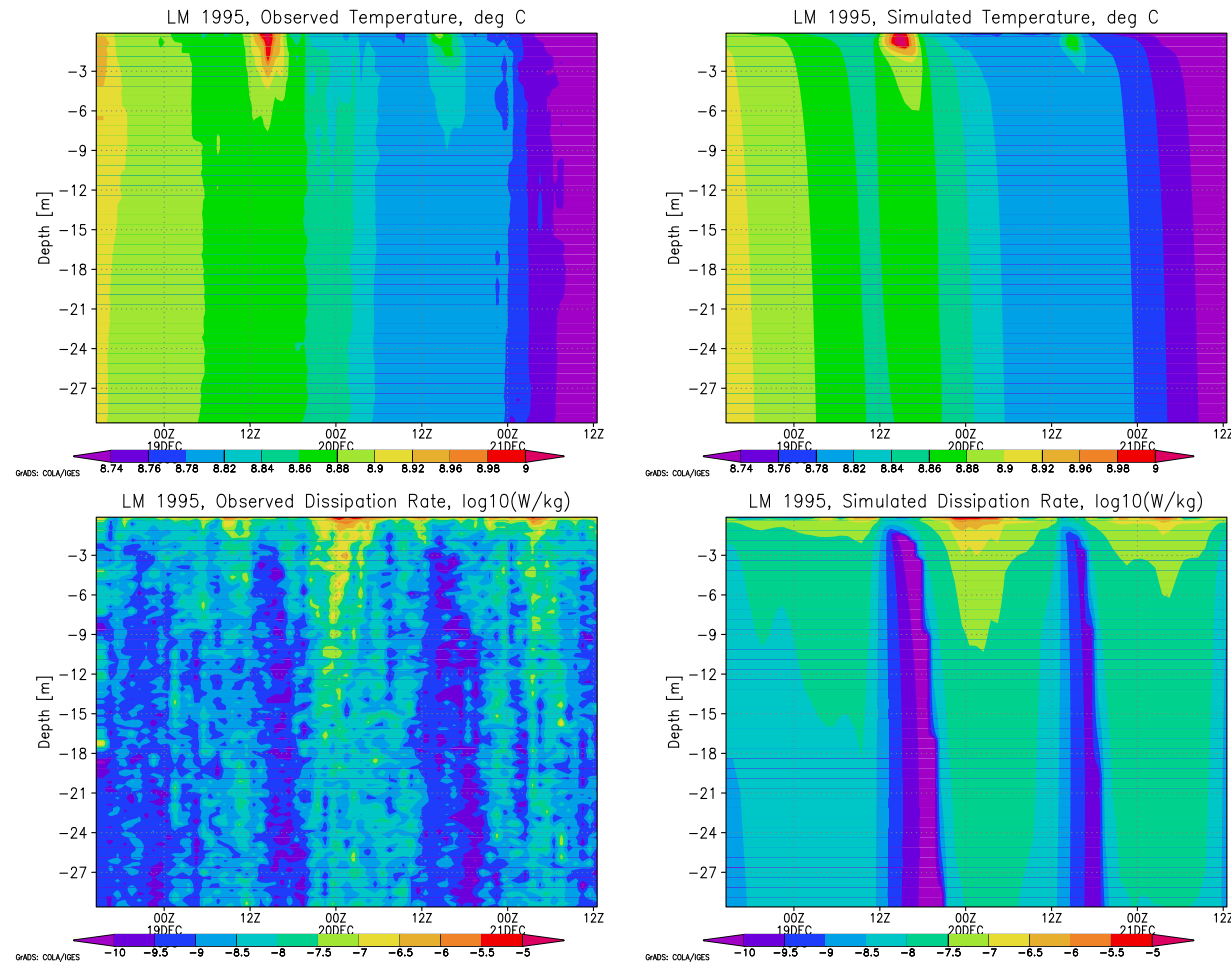 LM 1995, Observed Temperature, deg C
Depth [m]
-3
-6
-9
-12
-15
-18
-21
-24
-27
00Z 12Z 00Z 12Z 00Z 12Z
19DEC 20DEC 21DEC
8.74 8.76 8.78 8.82 8.84 8.86 8.88 8.9 8.92 8.96 8.98 9
GrADS: COLA/IGES
LM 1995, Simulated Temperature, deg C
Depth [m]
-3
-6
-9
-12
-15
-18
-21
-24
-27
00Z 12Z 00Z 12Z 00Z 12Z
19DEC 20DEC 21DEC
8.74 8.76 8.78 8.82 8.84 8.86 8.88 8.9 8.92 8.96 8.98 9
GrADS: COLA/IGES
LM 1995, Observed Dissipation Rate, log10(W/kg)
Depth [m]
-3
-6
-9
-12
-15
-18
-21
-24
-27
00Z 12Z 00Z 12Z 00Z 12Z
19DEC 20DEC 21DEC
-10 -9.5 -9 -8.5 -8 -7.5 -7 -6.5 -6 -5.5 -5
GrADS: COLA/IGES
LM 1995, Simulated Dissipation Rate, log10(W/kg)
Depth [m]
-3
-6
-9
-12
-15
-18
-21
-24
-27
00Z 12Z 00Z 12Z 00Z 12Z
19DEC 20DEC 21DEC
-10 -9.5 -9 -8.5 -8 -7.5 -7 -6.5 -6 -5.5 -5
GrADS: COLA/IGES